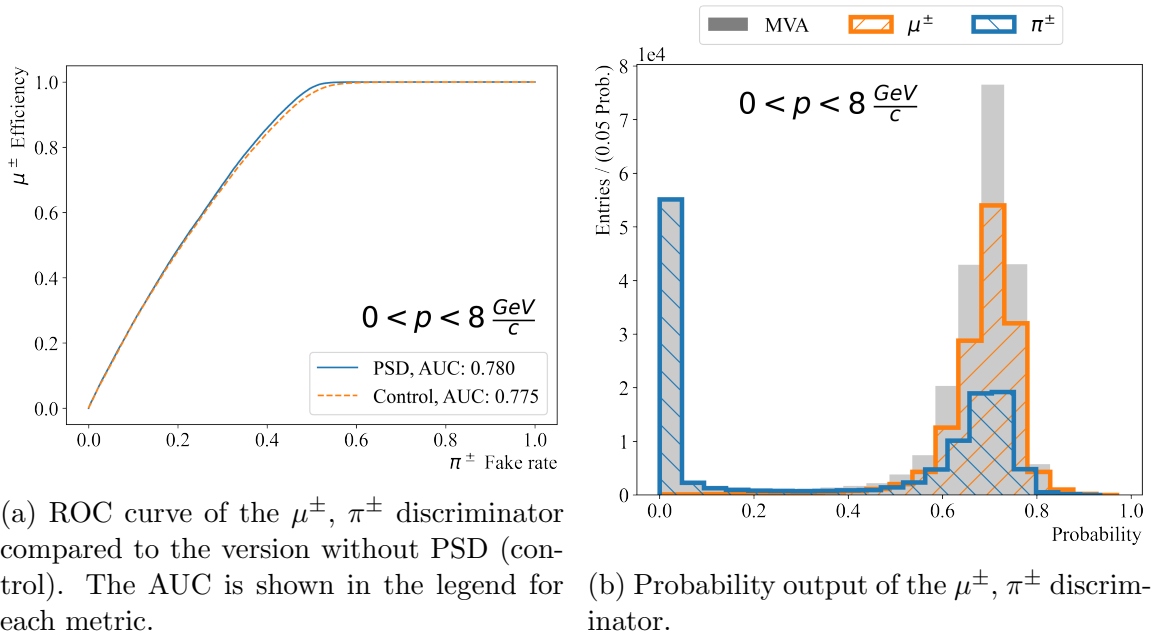 μ± Efficiency
1.0
0.8
0.6
0.4
0.2
0.0
0 < p < 8 GeV/c
PSD, AUC: 0.780
Control, AUC: 0.775
0.0 0.2 0.4 0.6 0.8 1.0
π± Fake rate
(a) ROC curve of the μ±, π± discriminator
compared to the version without PSD (con-
trol). The AUC is shown in the legend for
each metric.
MVA μ± π±
1e4
Entries / (0.05 Prob.)
8
7
6
5
4
3
2
1
0
0 < p < 8 GeV/c
0.0 0.2 0.4 0.6 0.8 1.0
Probability
(b) Probability output of the μ±, π± discrim-
inator.